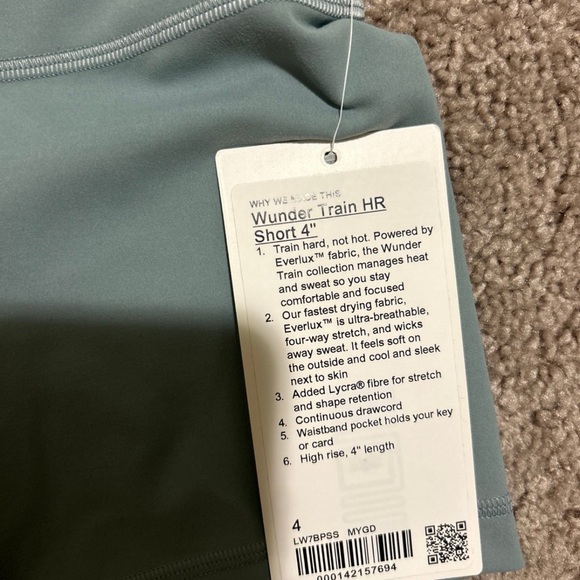 WHY WE MADE THIS
Wunder Train HR
Short 4"
1. Train hard, not hot. Powered by
Everlux™ fabric, the Wunder
Train collection manages heat
and sweat so you stay
comfortable and focused
2. Our fastest drying fabric,
Everlux™ is ultra-breathable,
four-way stretch, and wicks
away sweat. It feels soft on
the outside and cool and sleek
next to skin
3. Added Lycra® fibre for stretch
and shape retention
4. Continuous drawcord
5. Waistband pocket holds your key
or card
6. High rise, 4" length
4
LW7BPSS MYGD
000142157694